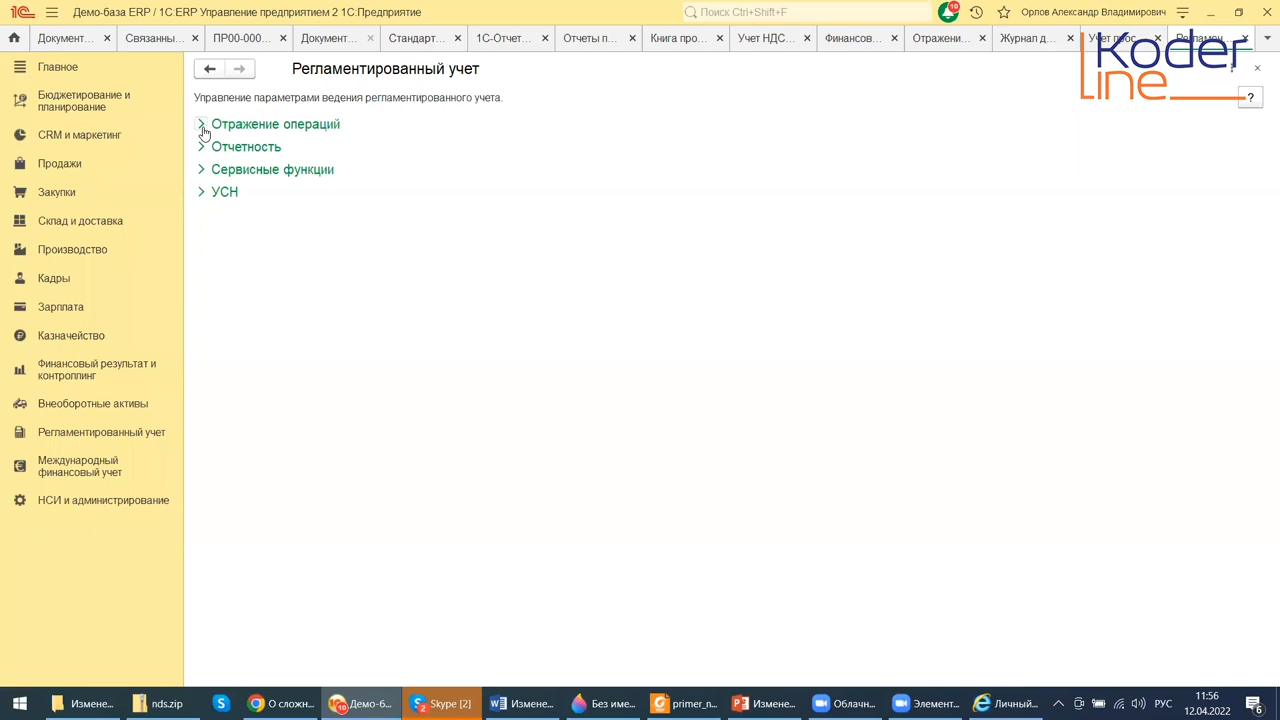 Демо-база ERP / 1С:ERP Управление предприятием 2 1С:Предприятие
Поиск Ctrl+Shift+F
10
Орлов Александр Владимирович
Документ...
Связанны...
ПР00-000...
Документ...
Стандарт...
1С-Отчет...
Отчеты п...
Книга про...
Учет НДС...
Финансов...
Отражени...
Журнал д...
Koder
line
Главное
Бюджетирование и
планирование
CRM и маркетинг
Продажи
Закупки
Склад и доставка
Производство
Кадры
Зарплата
Казначейство
Финансовый результат и
контроллинг
Внеоборотные активы
Регламентированный учет
Международный
финансовый учет
НСИ и администрирование
Регламентированный учет
?
Управление параметрами ведения регламентированного учета.
Отражение операций
Отчетность
Сервисные функции
УСН
Измене...
nds.zip
О сложн...
Демо-б...
Skype [2]
Измене...
Без име...
primer_n...
Измене...
Облачн...
Элемент...
Личный...
РУС
11:56
12.04.2022
6